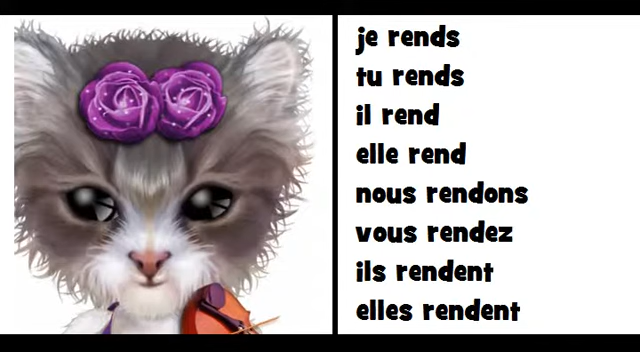 je rends
tu rends
il rend
elle rend
nous rendons
vous rendez
ils rendent
elles rendent